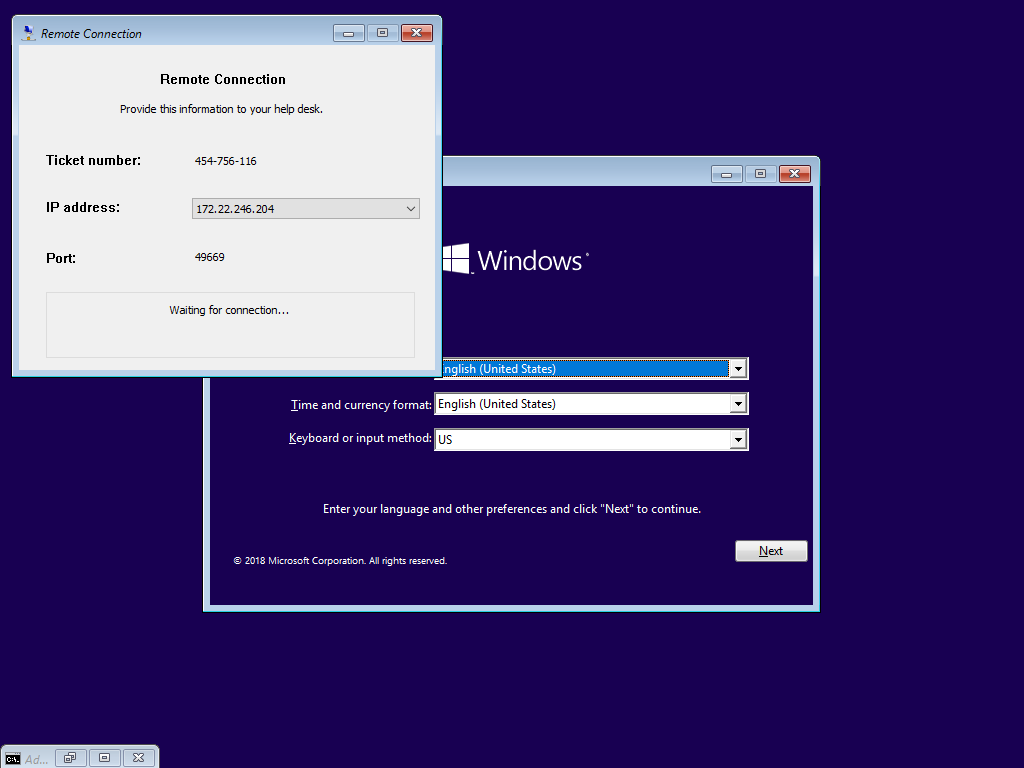 Remote Connection
Remote Connection
Provide this information to your help desk.
Ticket number: 454-756-116
IP address: 172.22.246.204
Port: 49669
Waiting for connection...
Windows
English (United States)
Time and currency format: English (United States)
Keyboard or input method: US
Enter your language and other preferences and click "Next" to continue.
Next
© 2018 Microsoft Corporation. All rights reserved.
C:\.
Ad...